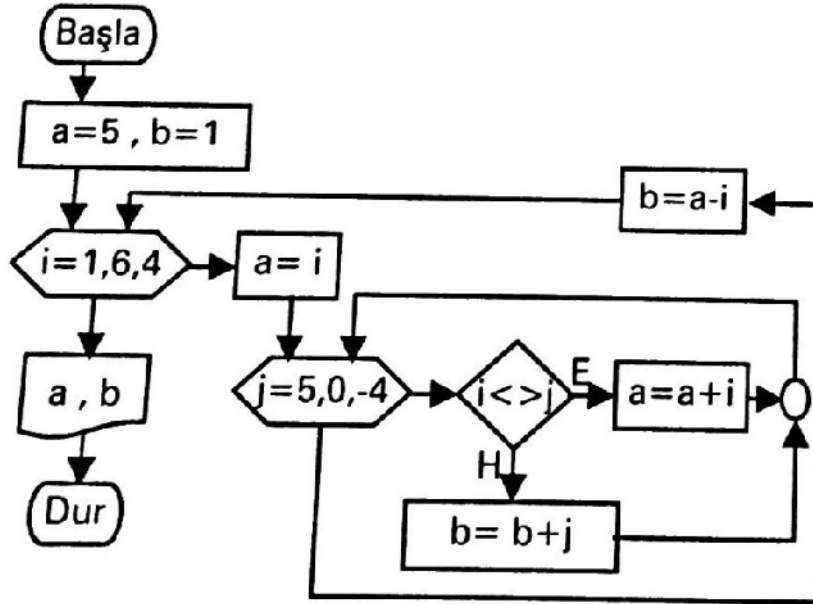 Başla
a=5 , b=1
b=a-i
i=1,6,4
a= i
a , b
j=5,0,-4
i<>j
E
a=a+i
H
b= b+j
Dur